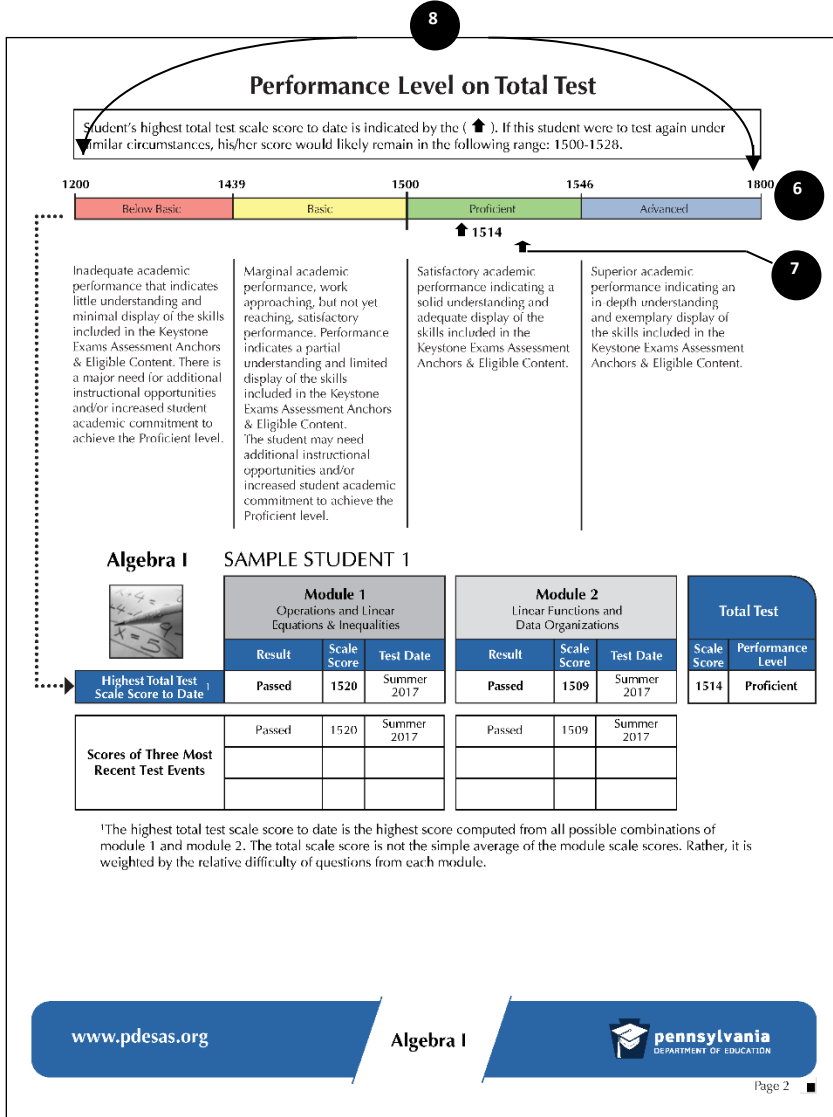 8
Performance Level on Total Test
Student's highest total test scale score to date is indicated by the ( ). If this student were to test again under
similar circumstances, his/her score would likely remain in the following range: 1500-1528.
1200 1439 1500 1546 1800
6
Below Basic Basic Proficient Advanced
1514
7
Inadequate academic
performance that indicates
little understanding and
minimal display of the skills
included in the Keystone
Exams Assessment Anchors
& Eligible Content. There is
a major need for additional
instructional opportunities
and/or increased student
academic commitment to
achieve the Proficient level.
Marginal academic
performance, work
approaching, but not yet
reaching, satisfactory
performance. Performance
indicates a partial
understanding and limited
display of the skills
included in the Keystone
Exams Assessment Anchors
& Eligible Content.
The student may need
additional instructional
opportunities and/or
increased student academic
commitment to achieve the
Proficient level.
Satisfactory academic
performance indicating a
solid understanding and
adequate display of the
skills included in the
Keystone Exams Assessment
Anchors & Eligible Content.
Superior academic
performance indicating an
in-depth understanding
and exemplary display of
the skills included in the
Keystone Exams Assessment
Anchors & Eligible Content.
Algebra I SAMPLE STUDENT 1
Module 1
Operations and Linear
Equations & Inequalities
Module 2
Linear Functions and
Data Organizations
Total Test
Result Scale Score Test Date Result Scale Score Test Date Scale Score Performance Level
Highest Total Test
Scale Score to Date 1
Passed 1520 Summer 2017 Passed 1509 Summer 2017 1514 Proficient
Scores of Three Most
Recent Test Events
Passed 1520 Summer 2017 Passed 1509 Summer 2017
1The highest total test scale score to date is the highest score computed from all possible combinations of
module 1 and module 2. The total scale score is not the simple average of the module scale scores. Rather, it is
weighted by the relative difficulty of questions from each module.
www.pdesas.org
Algebra I
pennsylvania
DEPARTMENT OF EDUCATION
Page 2